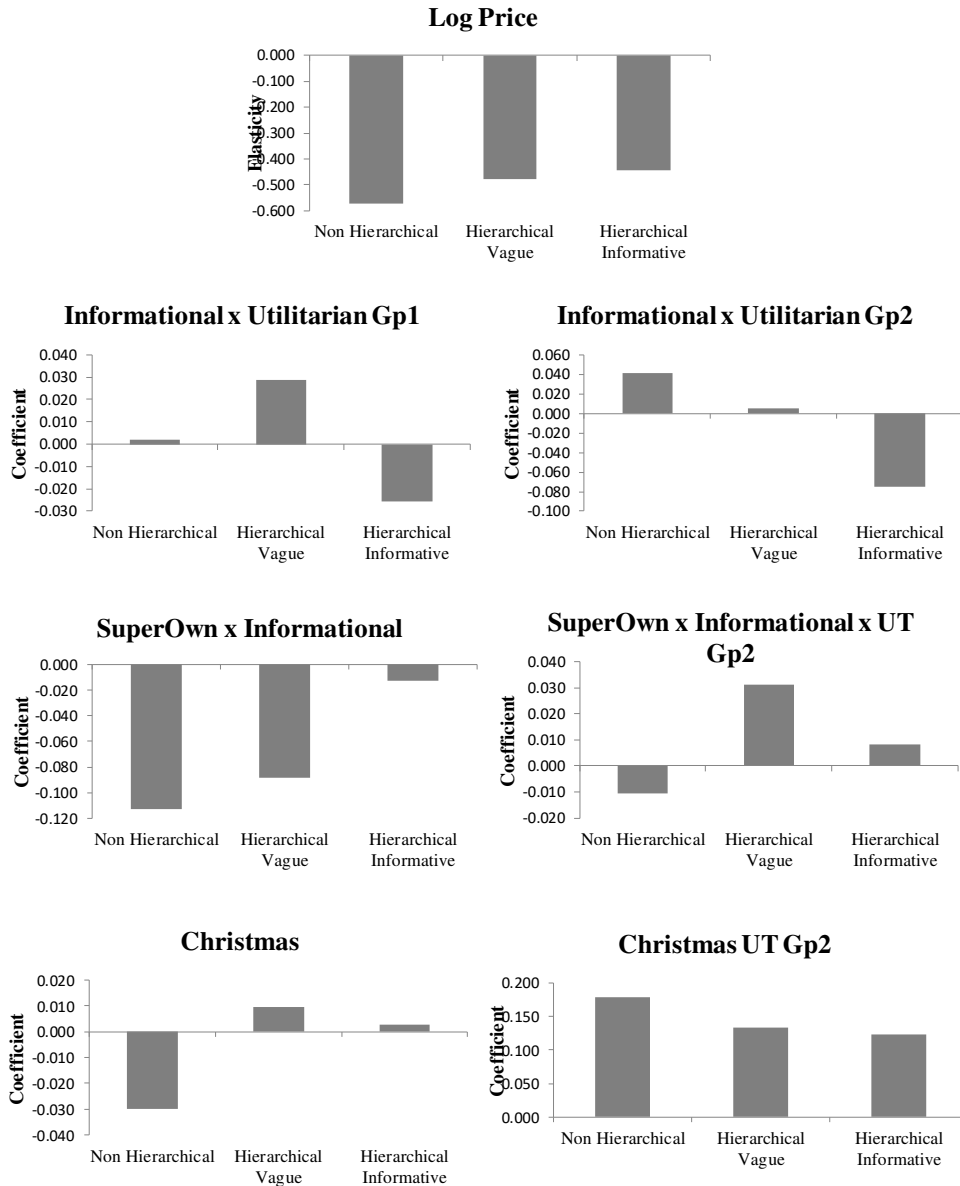 Log Price
0.000
-0.100
-0.200
-0.300
-0.400
-0.500
-0.600
Elasticity
Non Hierarchical
Hierarchical
Vague
Hierarchical
Informative
Informational x Utilitarian Gp1
0.040
0.030
0.020
0.010
0.000
-0.010
-0.020
-0.030
Coefficient
Non Hierarchical
Hierarchical
Vague
Hierarchical
Informative
Informational x Utilitarian Gp2
0.060
0.040
0.020
0.000
-0.020
-0.040
-0.060
-0.080
-0.100
Coefficient
Non Hierarchical
Hierarchical
Vague
Hierarchical
Informative
SuperOwn x Informational
0.000
-0.020
-0.040
-0.060
-0.080
-0.100
-0.120
Coefficient
Non Hierarchical
Hierarchical
Vague
Hierarchical
Informative
SuperOwn x Informational x UT
Gp2
0.040
0.030
0.020
0.010
0.000
-0.010
-0.020
Coefficient
Non Hierarchical
Hierarchical
Vague
Hierarchical
Informative
Christmas
0.020
0.010
0.000
-0.010
-0.020
-0.030
-0.040
Coefficient
Non Hierarchical
Hierarchical
Vague
Hierarchical
Informative
Christmas UT Gp2
0.200
0.150
0.100
0.050
0.000
Coefficient
Non Hierarchical
Hierarchical
Vague
Hierarchical
Informative